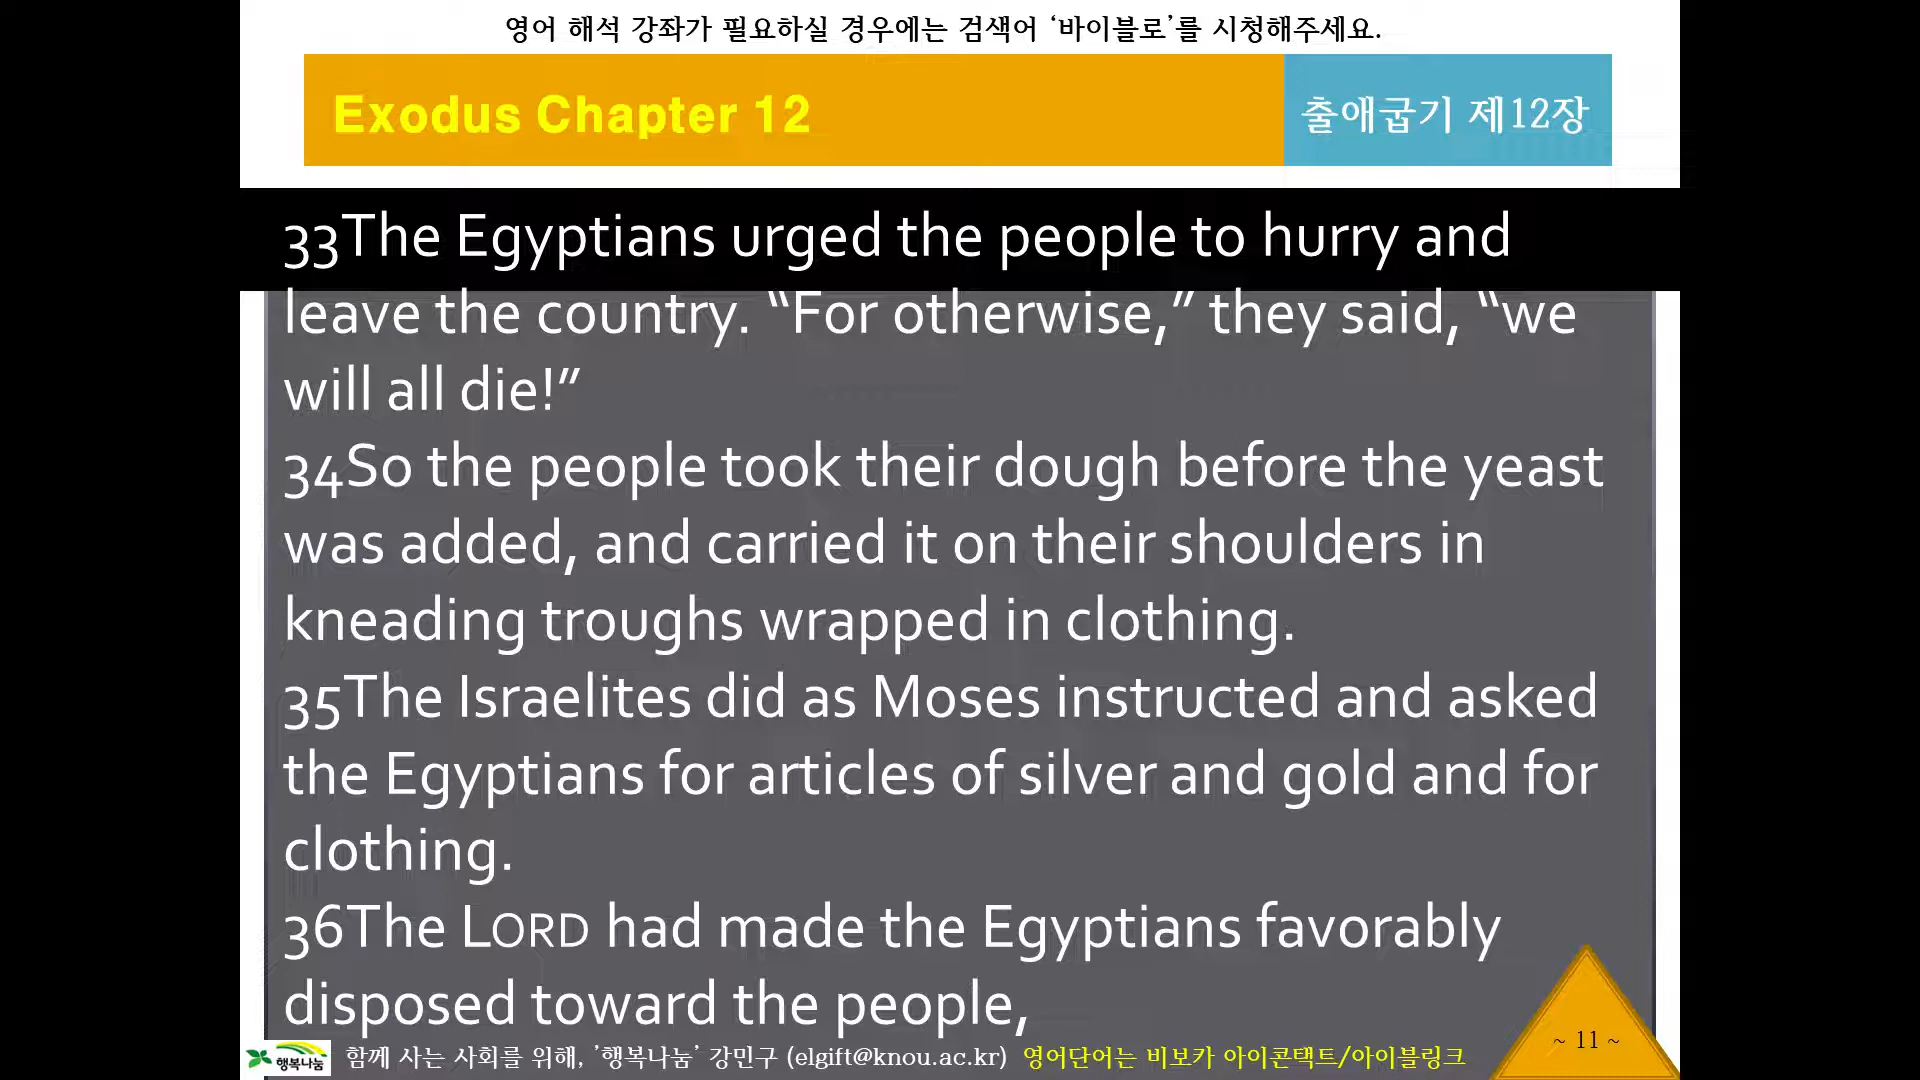 영어 해석 강좌가 필요하실 경우에는 검색어 ‘바이블로’를 시청해주세요.
Exodus Chapter 12
출애굽기 제12장
33The Egyptians urged the people to hurry and
leave the country. “For otherwise,” they said, “we
will all die!”
34So the people took their dough before the yeast
was added, and carried it on their shoulders in
kneading troughs wrapped in clothing.
35The Israelites did as Moses instructed and asked
the Egyptians for articles of silver and gold and for
clothing.
36The LORD had made the Egyptians favorably
disposed toward the people,
~ 11 ~
행복나눔 함께 사는 사회를 위해, ’행복나눔’ 강민구 (elgift@knou.ac.kr) 영어단어는 비보카 아이콘택트/아이블링크